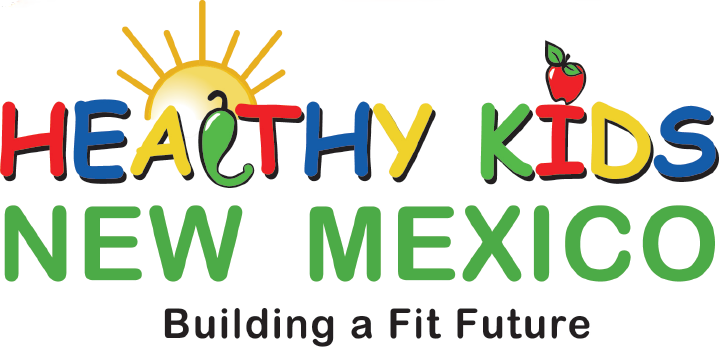 HEALTHY KIDS
NEW MEXICO
Building a Fit Future